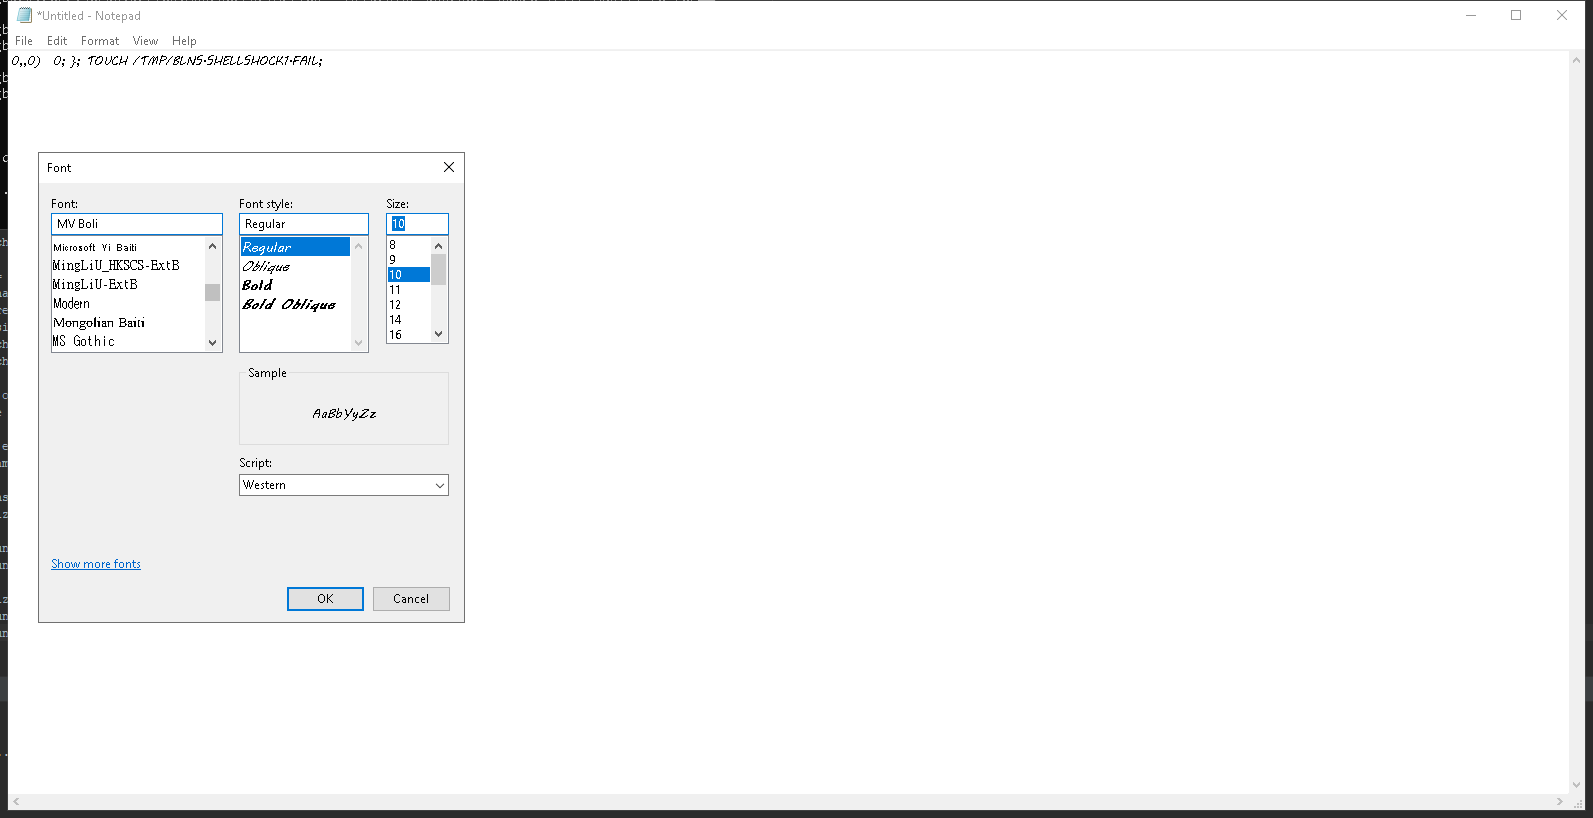 *Untitled - Notepad
File Edit Format View Help
0,,0)  0; }; TOUCH /TMP/BLNS.SHELLSHOCK1.FAIL;
Font
Font:
MV Boli
Microsoft Yi Baiti
MingLiU_HKSCS-ExtB
MingLiU-ExtB
Modern
Mongolian Baiti
MS Gothic
Font style:
Regular
Regular
Oblique
Bold
Bold Oblique
Size:
10
8
9
10
11
12
14
16
Sample
AaBbYyZz
Script:
Western
Show more fonts
OK Cancel